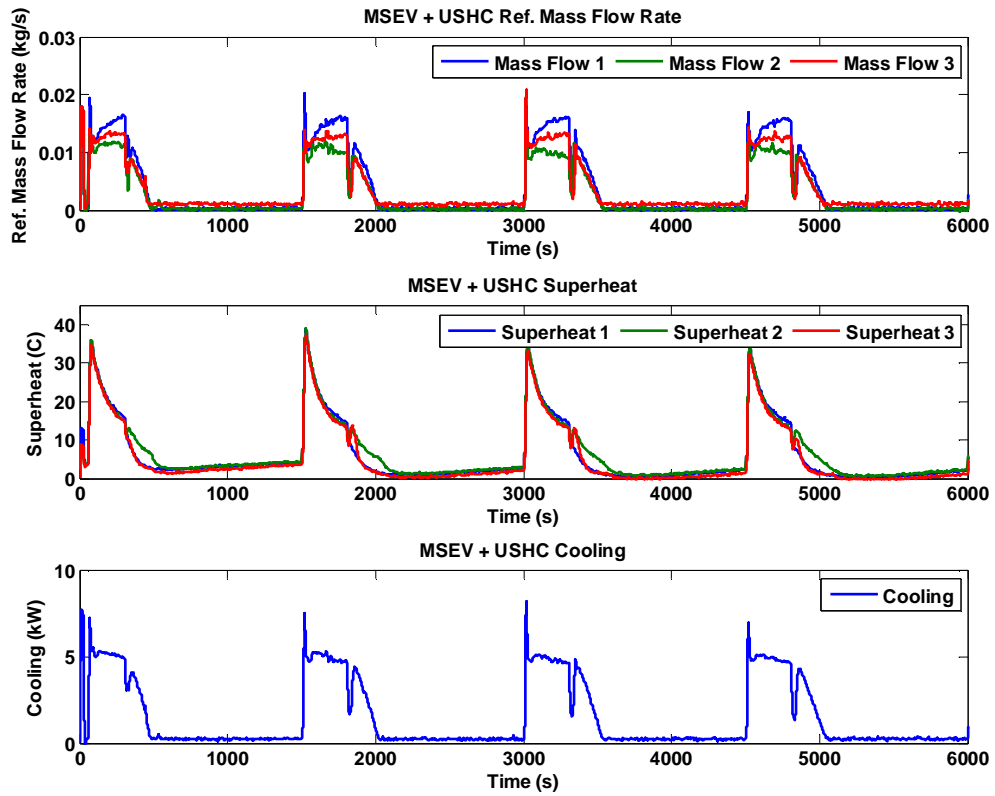 MSEV + USHC Ref. Mass Flow Rate
Ref. Mass Flow Rate (kg/s)
0.03
0.02
0.01
0
Mass Flow 1 Mass Flow 2 Mass Flow 3
0 1000 2000 3000 4000 5000 6000
Time (s)
MSEV + USHC Superheat
Superheat (C)
40
30
20
10
0
Superheat 1 Superheat 2 Superheat 3
0 1000 2000 3000 4000 5000 6000
Time (s)
MSEV + USHC Cooling
Cooling (kW)
10
5
0
Cooling
0 1000 2000 3000 4000 5000 6000
Time (s)